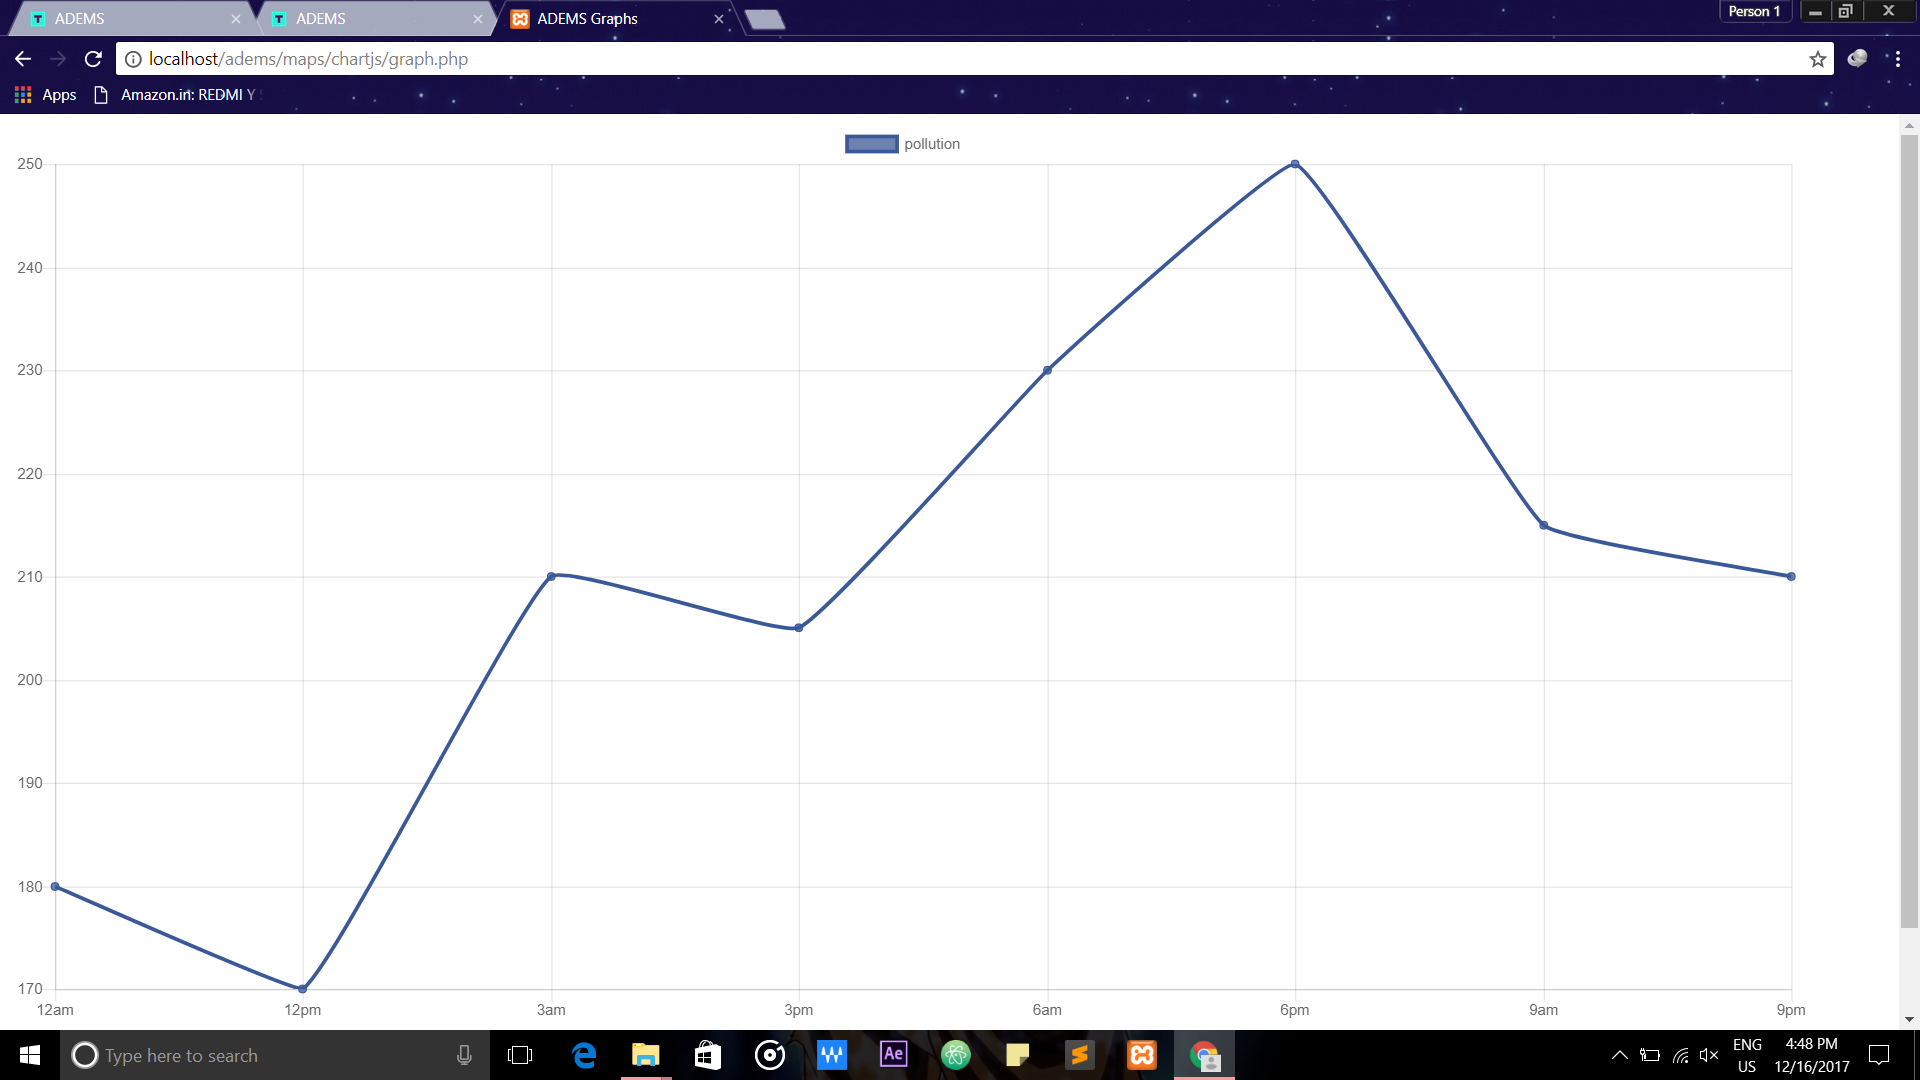 ADEMS
ADEMS
ADEMS Graphs
Person 1
localhost/adems/maps/chartjs/graph.php
Apps
Amazon.in: REDMI Y
pollution
250
240
230
220
210
200
190
180
170
12am 12pm 3am 3pm 6am 6pm 9am 9pm
Type here to search
Ae
ENG
US
4:48 PM
12/16/2017